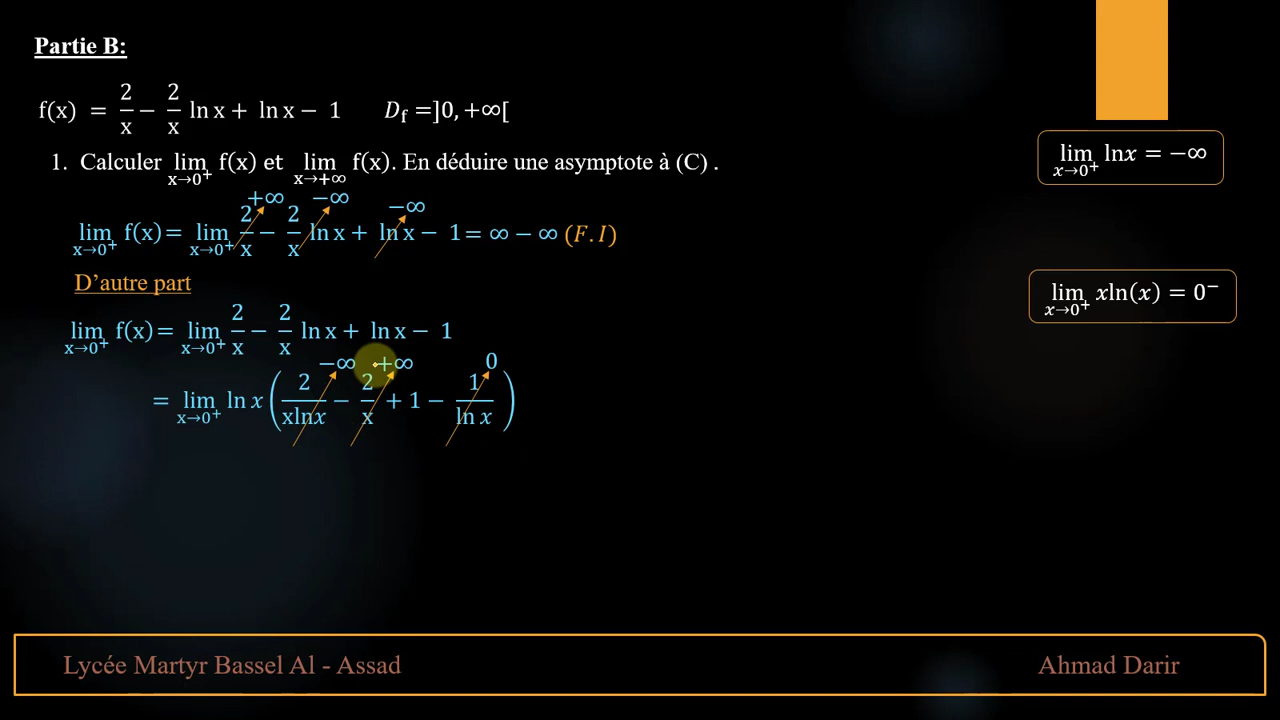 Partie B:
f(x) = 2/x − 2/x ln x + ln x − 1 D_f =]0, +∞[
1. Calculer lim_{x→0⁺} f(x) et lim_{x→+∞} f(x). En déduire une asymptote à (C) .
lim_{x→0⁺} lnx = −∞
+∞ −∞ −∞
lim_{x→0⁺} f(x) = lim_{x→0⁺} 2/x − 2/x ln x + ln x − 1 = ∞ − ∞ (F.I)
D’autre part
lim_{x→0⁺} xln(x) = 0⁻
lim_{x→0⁺} f(x) = lim_{x→0⁺} 2/x − 2/x ln x + ln x − 1
−∞ +∞ 0
= lim_{x→0⁺} ln x (2/xlnx − 2/x + 1 − 1/ln x)
Lycée Martyr Bassel Al - Assad Ahmad Darir